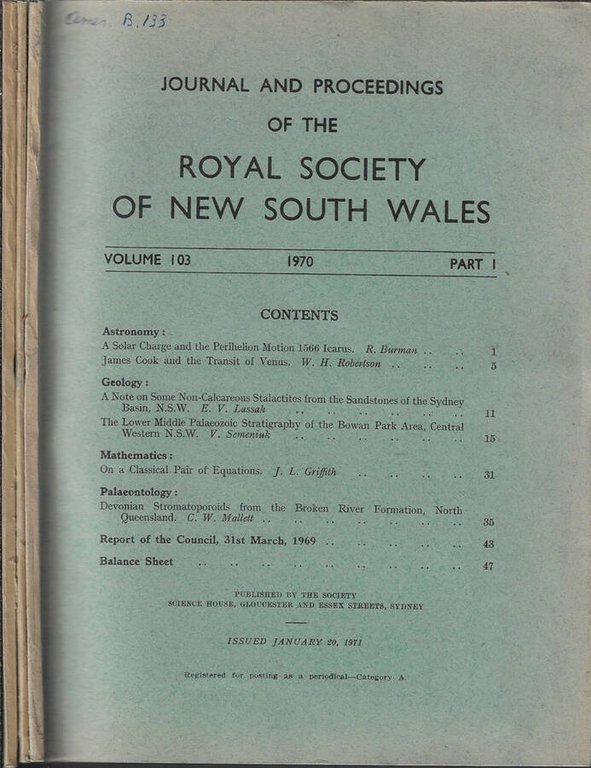 Amer. B.133
JOURNAL AND PROCEEDINGS
OF THE
ROYAL SOCIETY
OF NEW SOUTH WALES
VOLUME 103 1970 PART 1
CONTENTS
Astronomy :
A Solar Charge and the Perihelion Motion 1566 Icarus. R. Burman .. .. 1
James Cook and the Transit of Venus. W. H. Robertson .. .. .. 5
Geology :
A Note on Some Non-Calcareous Stalactites from the Sandstones of the Sydney
Basin, N.S.W. E. V. Lassak .. .. .. .. .. .. 11
The Lower Middle Palaeozoic Stratigraphy of the Bowan Park Area, Central
Western N.S.W. V. Semeniuk .. .. .. .. .. .. 15
Mathematics :
On a Classical Pair of Equations. J. L. Griffith .. .. .. .. 31
Palaeontology :
Devonian Stromatoporoids from the Broken River Formation, North
Queensland. C. W. Mallett .. .. .. .. .. .. .. 35
Report of the Council, 31st March, 1969 .. .. .. .. .. 43
Balance Sheet .. .. .. .. .. .. .. .. .. 47
PUBLISHED BY THE SOCIETY
SCIENCE HOUSE, GLOUCESTER AND ESSEX STREETS, SYDNEY
ISSUED JANUARY 20, 1971
Registered for posting as a periodical—Category A.